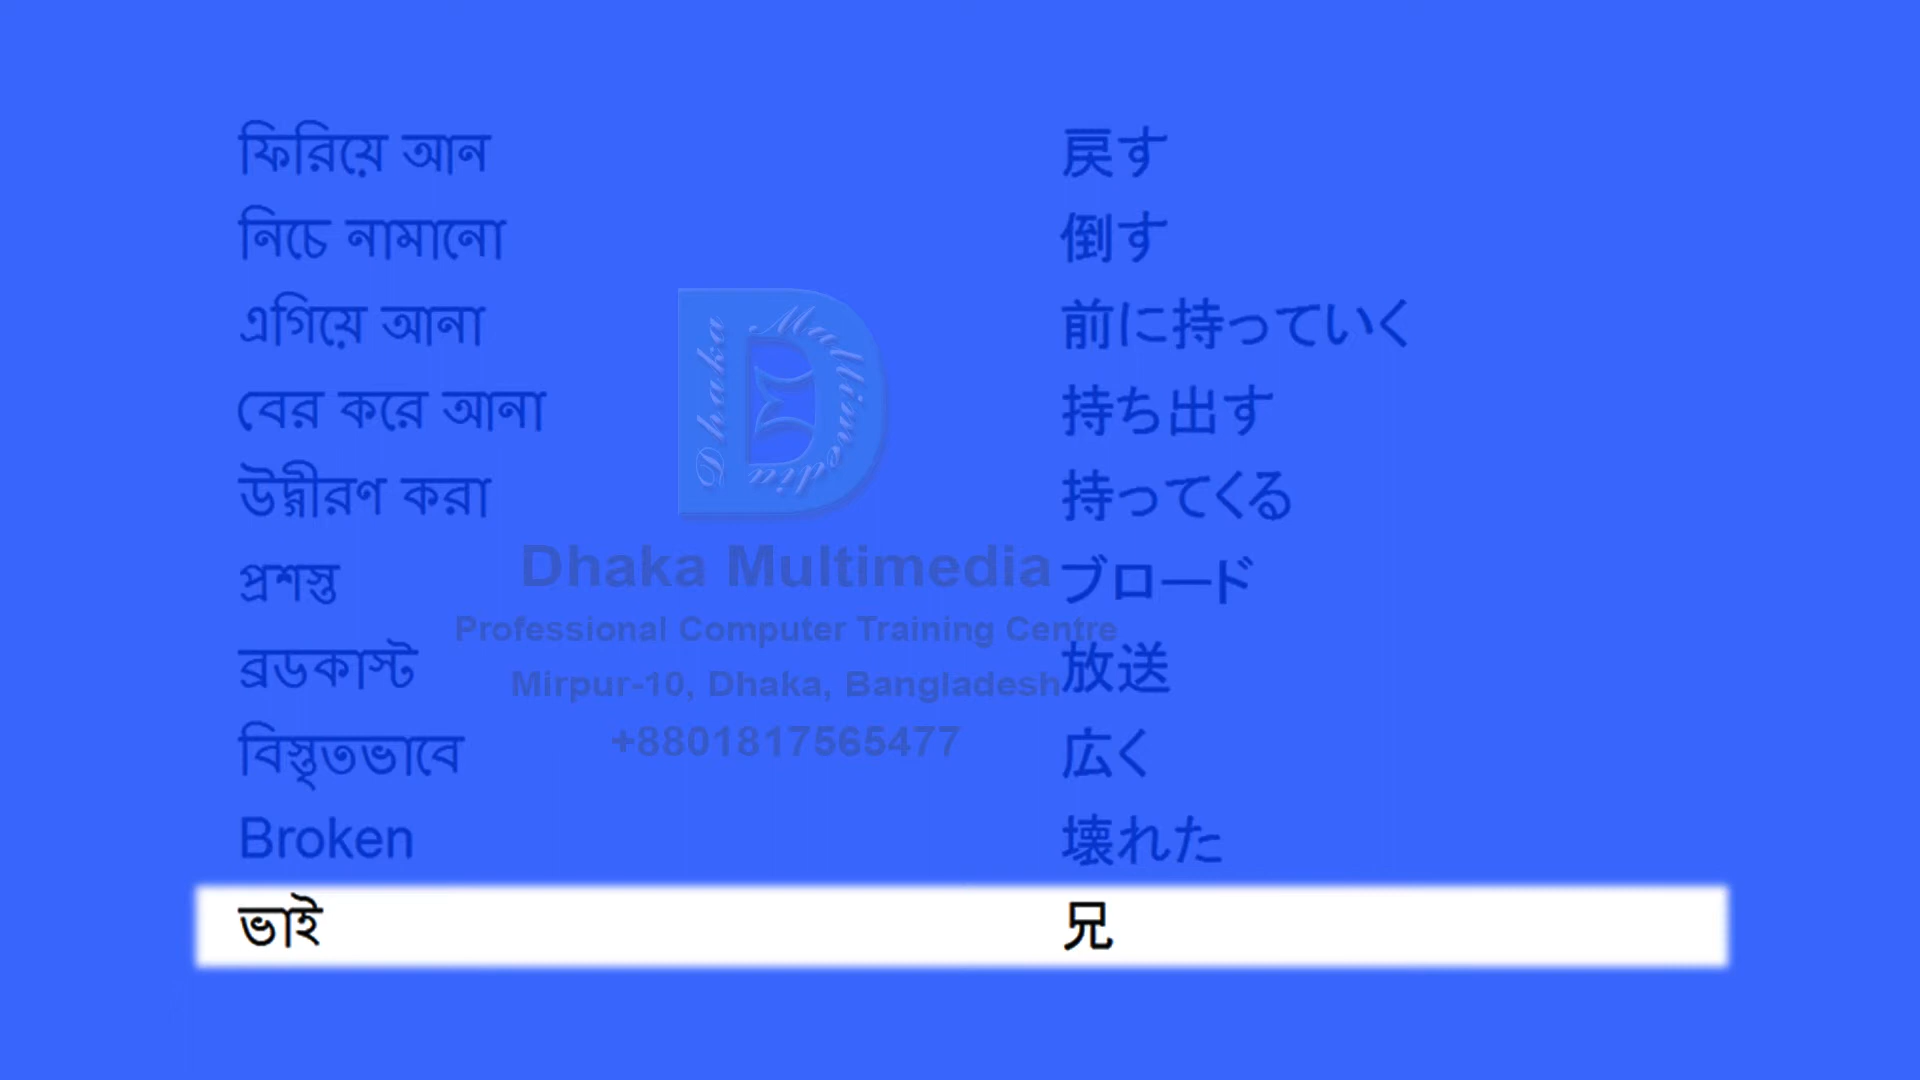 ফিরিয়ে আন 戻す
নিচে নামানো 倒す
এগিয়ে আনা 前に持っていく
বের করে আনা 持ち出す
উদ্গীরণ করা 持ってくる
প্রশস্ত ブロード
ব্রডকাস্ট 放送
বিস্তৃতভাবে 広く
Broken 壊れた
ভাই 兄
Dhaka Multimedia
Dhaka Multimedia
Professional Computer Training Centre
Mirpur-10, Dhaka, Bangladesh
+8801817565477